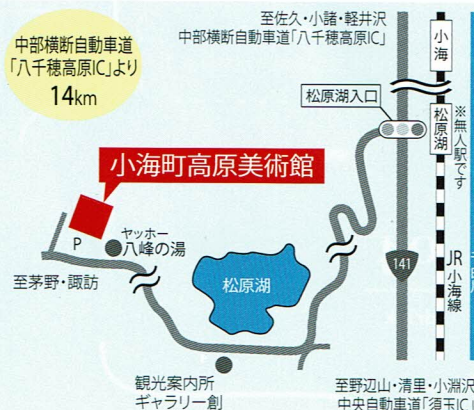 中部横断自動車道
「八千穂高原IC」より
14km
至佐久・小諸・軽井沢
中部横断自動車道「八千穂高原IC」
小海
松原湖入口
松原湖
※無人駅です
小海町高原美術館
P
ヤッホー
八峰の湯
至茅野・諏訪
松原湖
141
JR小海線
観光案内所
ギャラリー創
至野辺山・清里・小淵沢
中央自動車道「須玉IC」